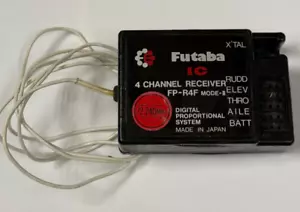 X'TAL
Futaba
IC
4 CHANNEL RECEIVER
FP-R4F MODE-II
RUDD
ELEV
THRO
AILE
BATT
DIGITAL
PROPORTIONAL
SYSTEM
MADE IN JAPAN